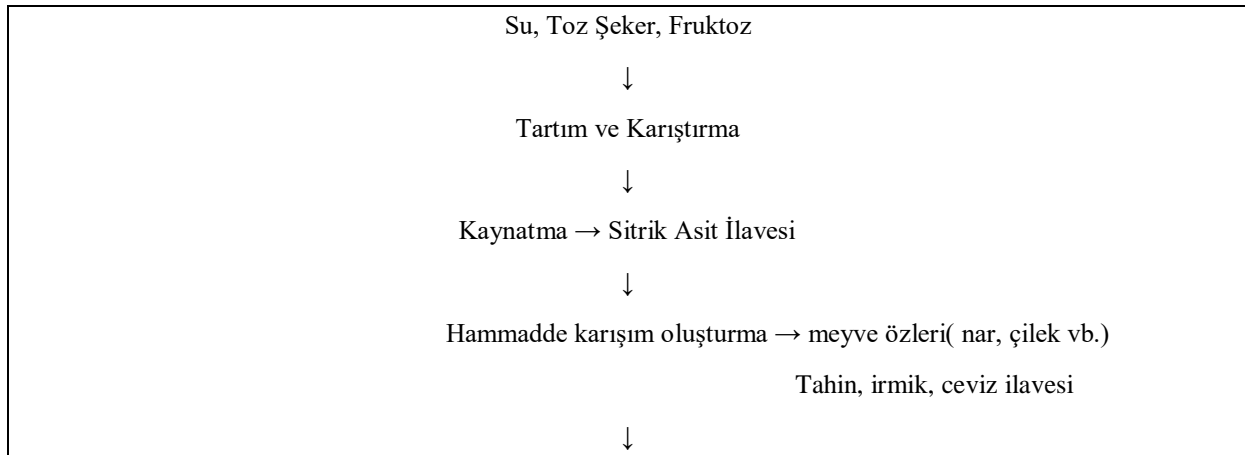 Su, Toz Şeker, Fruktoz
↓
Tartım ve Karıştırma
↓
Kaynatma → Sitrik Asit İlavesi
↓
Hammadde karışım oluşturma → meyve özleri( nar, çilek vb.)
Tahin, irmik, ceviz ilavesi
↓